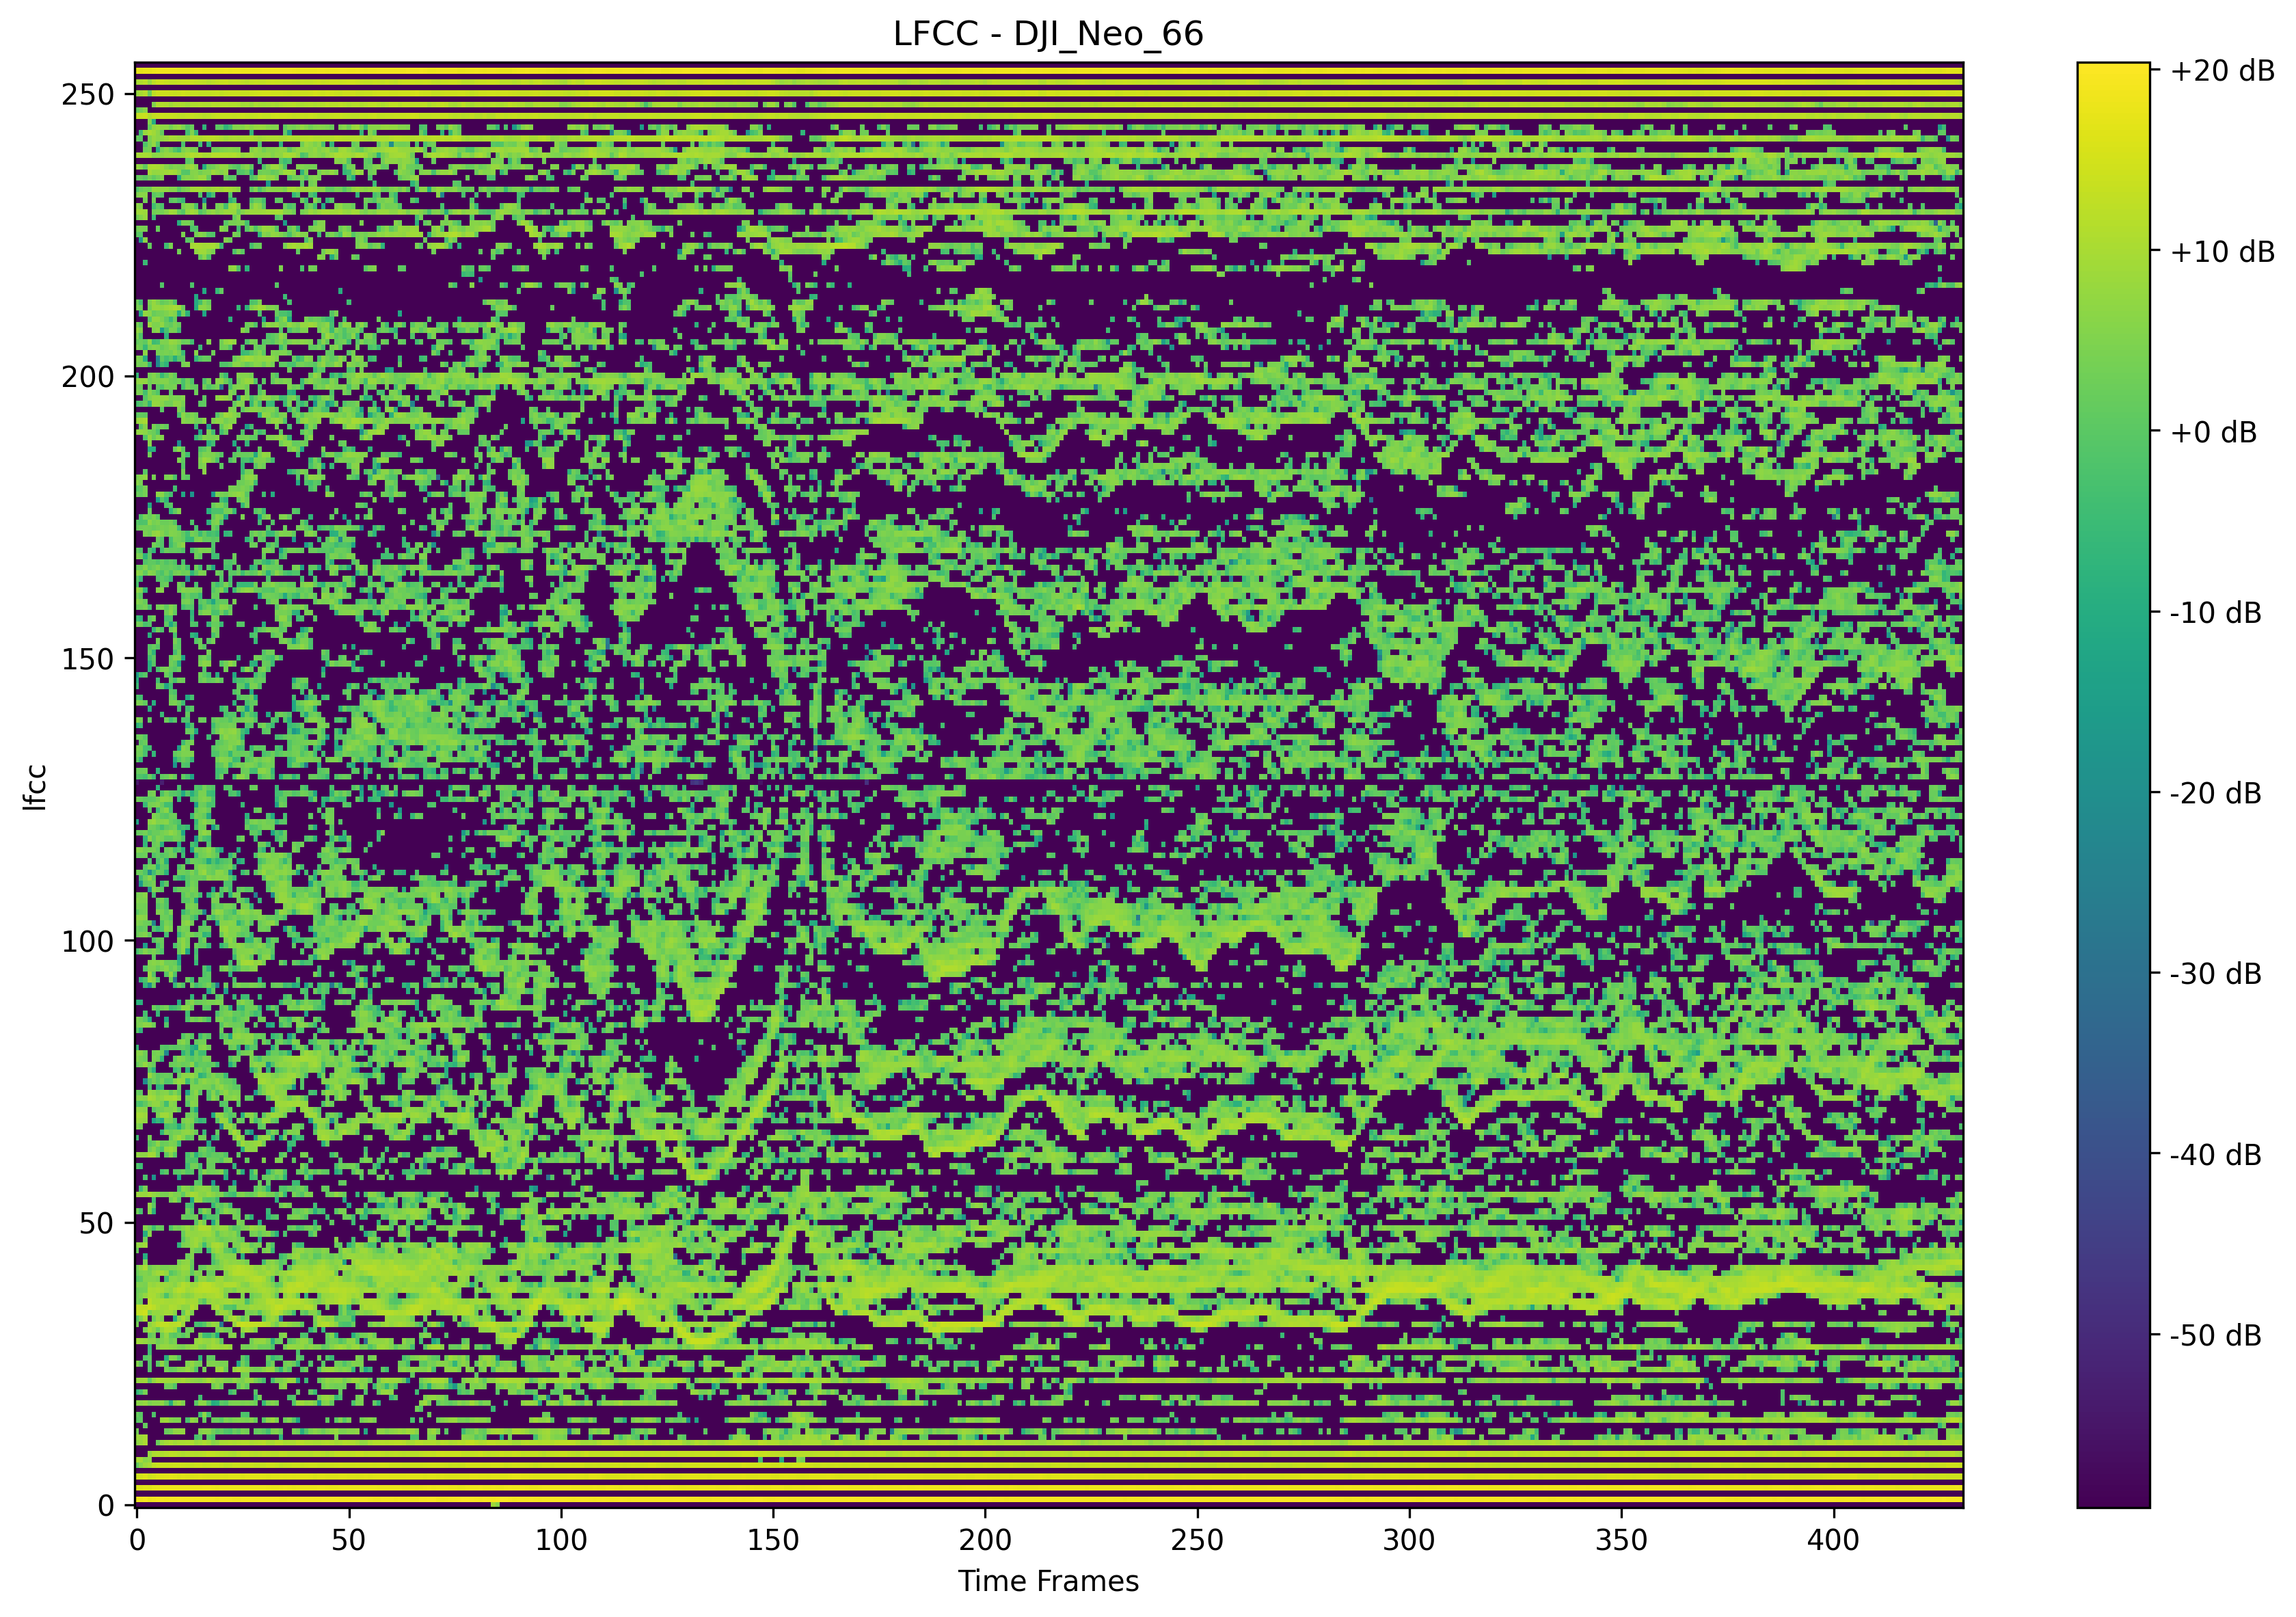 LFCC - DJI_Neo_66
250
200
150
100
50
0
lfcc
0 50 100 150 200 250 300 350 400
Time Frames
+20 dB
+10 dB
+0 dB
-10 dB
-20 dB
-30 dB
-40 dB
-50 dB